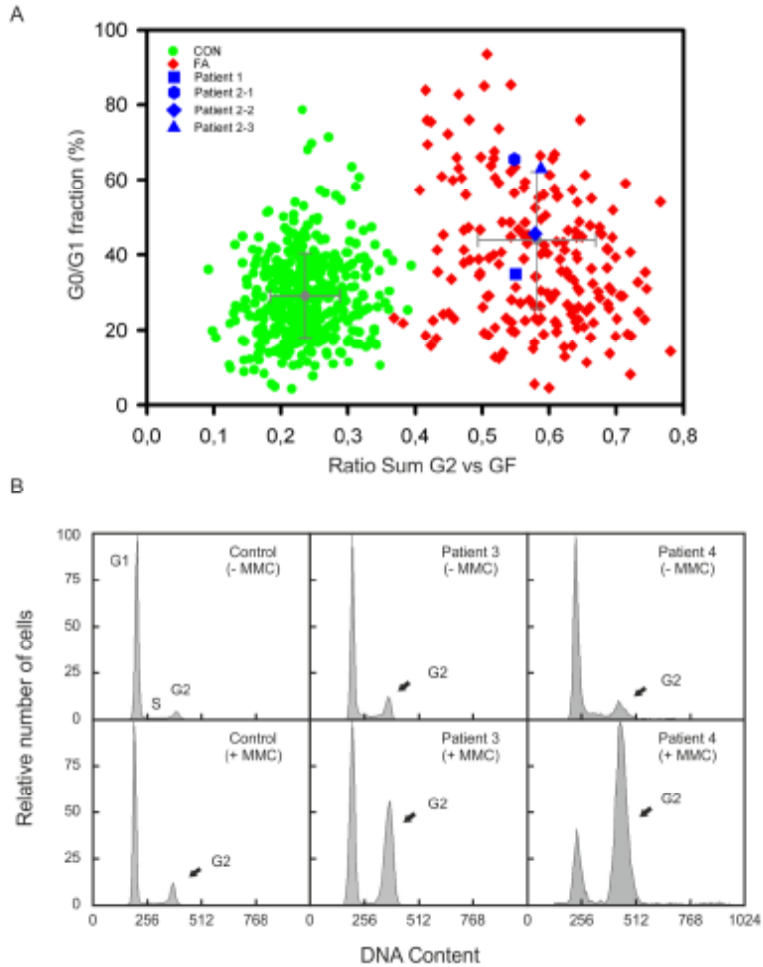 A
100
80
60
40
20
0
G0/G1 fraction (%)
CON
FA
Patient 1
Patient 2-1
Patient 2-2
Patient 2-3
0,0 0,1 0,2 0,3 0,4 0,5 0,6 0,7 0,8
Ratio Sum G2 vs GF
B
Relative number of cells
100
75
50
25
0
G1
S
G2
Control
(- MMC)
Patient 3
(- MMC)
G2
Patient 4
(- MMC)
G2
75
50
25
0
Control
(+ MMC)
G2
Patient 3
(+ MMC)
G2
Patient 4
(+ MMC)
G2
0 256 512 768 0 256 512 768 0 256 512 768 1024
DNA Content